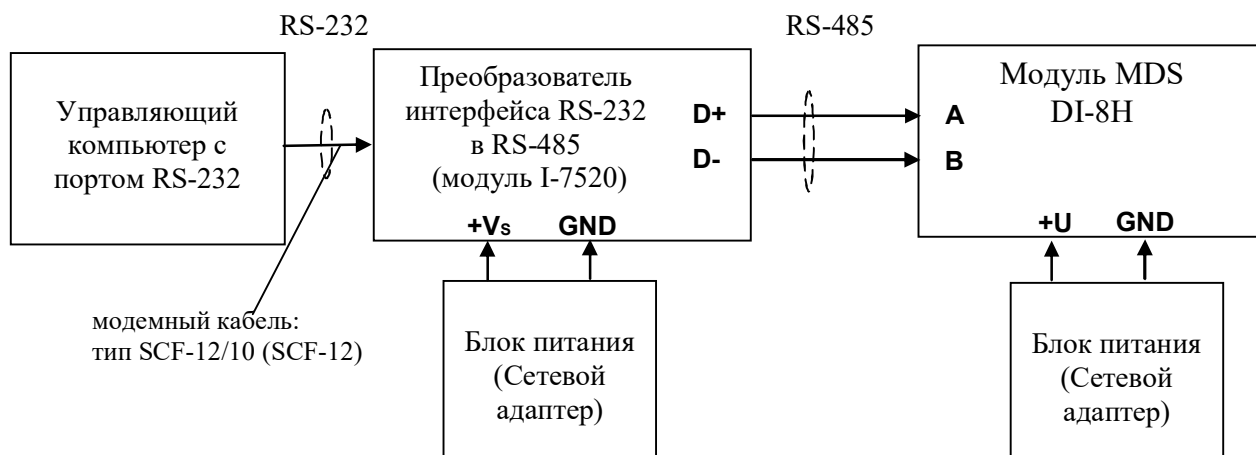 RS-232
RS-485
Управляющий
компьютер с
портом RS-232
Преобразователь
интерфейса RS-232
в RS-485
(модуль I-7520)
D+
D-
+Vs
GND
Модуль MDS
DI-8H
A
B
+U
GND
модемный кабель:
тип SCF-12/10 (SCF-12)
Блок питания
(Сетевой
адаптер)
Блок питания
(Сетевой
адаптер)